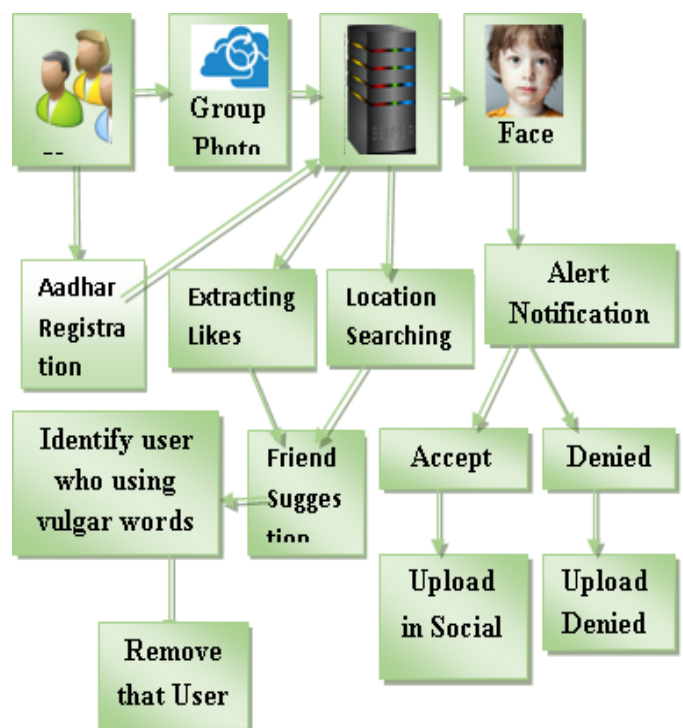 Group
Photo
Face
Aadhar
Registra
tion
Extracting
Likes
Location
Searching
Alert
Notification
Identify user
who using
vulgar words
Friend
Sugges
tion
Accept
Denied
Upload
in Social
Upload
Denied
Remove
that User